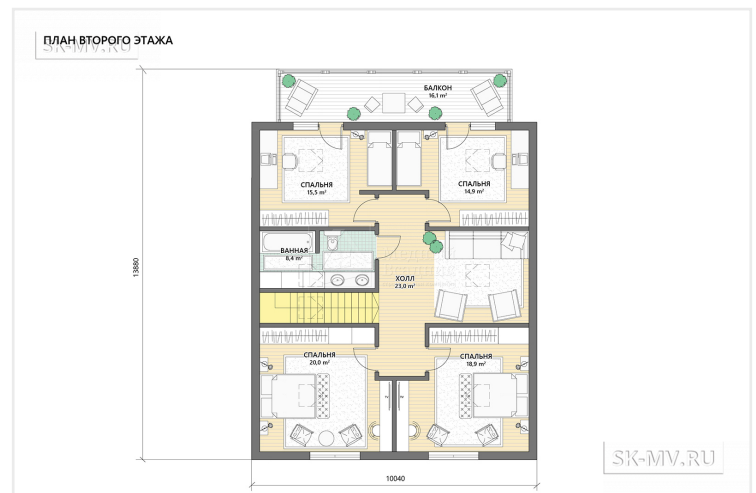 ПЛАН ВТОРОГО ЭТАЖА
SK-MV.RU
БАЛКОН
16,1 m²
СПАЛЬНЯ
15,5 m²
СПАЛЬНЯ
14,9 m²
ВАННАЯ
8,4 m²
ХОЛЛ
23,0 m²
13880
СПАЛЬНЯ
20,0 m²
СПАЛЬНЯ
18,9 m²
10040
SK-MV.RU